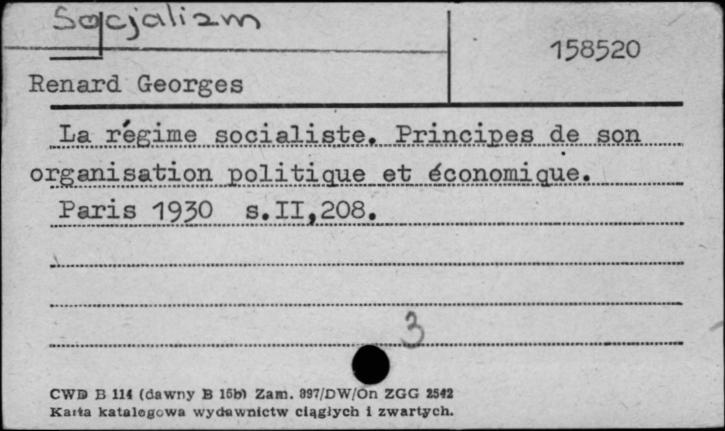 Socjalizm
158520
Renard Georges
La régime socialiste. Principes de son
organisation politique et économique.
Paris 1930 s.II,208.
3
CWD B 114 (dawny B 15b) Zam. 897/DW/On ZGG 2542
Karta katalogowa wydawnictw ciągłych i zwartych.